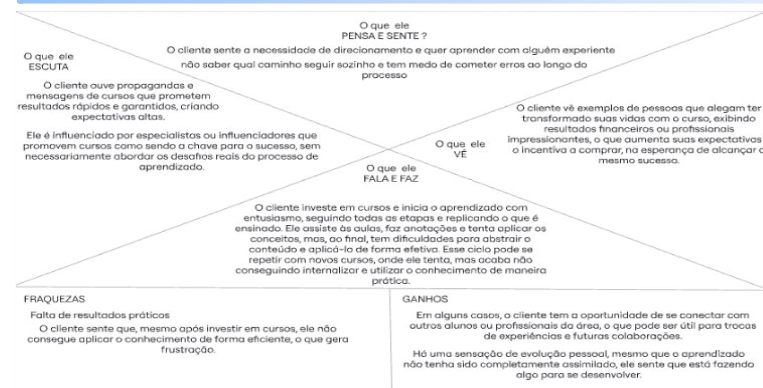 O que ele
PENSA E SENTE ?
O cliente sente a necessidade de direcionamento e quer aprender com alguém experiente
não saber qual caminho seguir sozinho e tem medo de cometer erros ao longo do
processo
O que ele
ESCUTA
O cliente ouve propagandas e
mensagens de cursos que prometem
resultados rápidos e garantidos, criando
expectativas altas.
Ele é influenciado por especialistas ou influenciadores que
promovem cursos como sendo a chave para o sucesso, sem
necessariamente abordar os desafios reais do processo de
aprendizado.
O que ele
VÊ
O cliente vê exemplos de pessoas que alegam ter
transformado suas vidas com o curso, exibindo
resultados financeiros ou profissionais
impressionantes, o que aumenta suas expectativas
o incentiva a comprar, na esperança de alcançar o
mesmo sucesso.
O que ele
FALA E FAZ
O cliente investe em cursos e inicia o aprendizado com
entusiasmo, seguindo todas as etapas e replicando o que é
ensinado. Ele assiste às aulas, faz anotações e tenta aplicar os
conceitos, mas, ao final, tem dificuldades para abstrair o
conteúdo e aplicá-lo de forma efetiva. Esse ciclo pode se
repetir com novos cursos, onde ele tenta, mas acaba não
conseguindo internalizar e utilizar o conhecimento de maneira
prática.
FRAQUEZAS
Falta de resultados práticos
O cliente sente que, mesmo após investir em cursos, ele não
consegue aplicar o conhecimento de forma eficiente, o que gera
frustração.
GANHOS
Em alguns casos, a cliente tem a oportunidade de se conectar com
outros alunos ou profissionais da área, o que pode ser útil para trocas
de experiências e futuras colaborações.
Há uma sensação de evolução pessoal, mesmo que o aprendizado
não tenha sido completamente assimilado, ele sente que está fazendo
algo para se desenvolver.